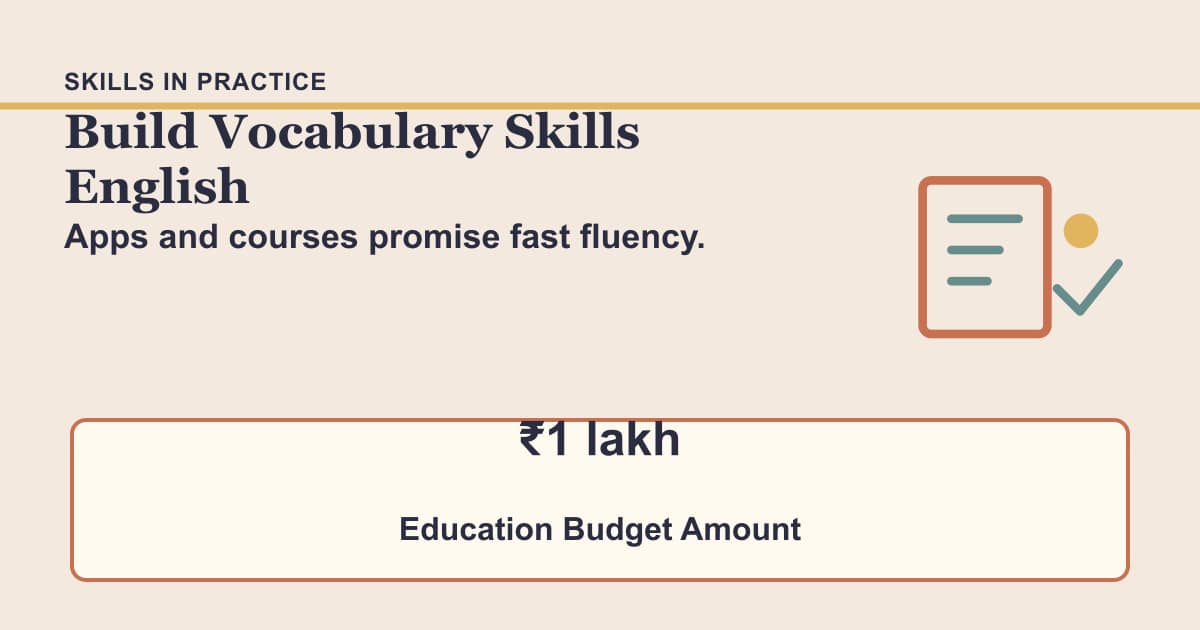 SKILLS IN PRACTICE
Build Vocabulary Skills
English
Apps and courses promise fast fluency.
₹1 lakh
Education Budget Amount